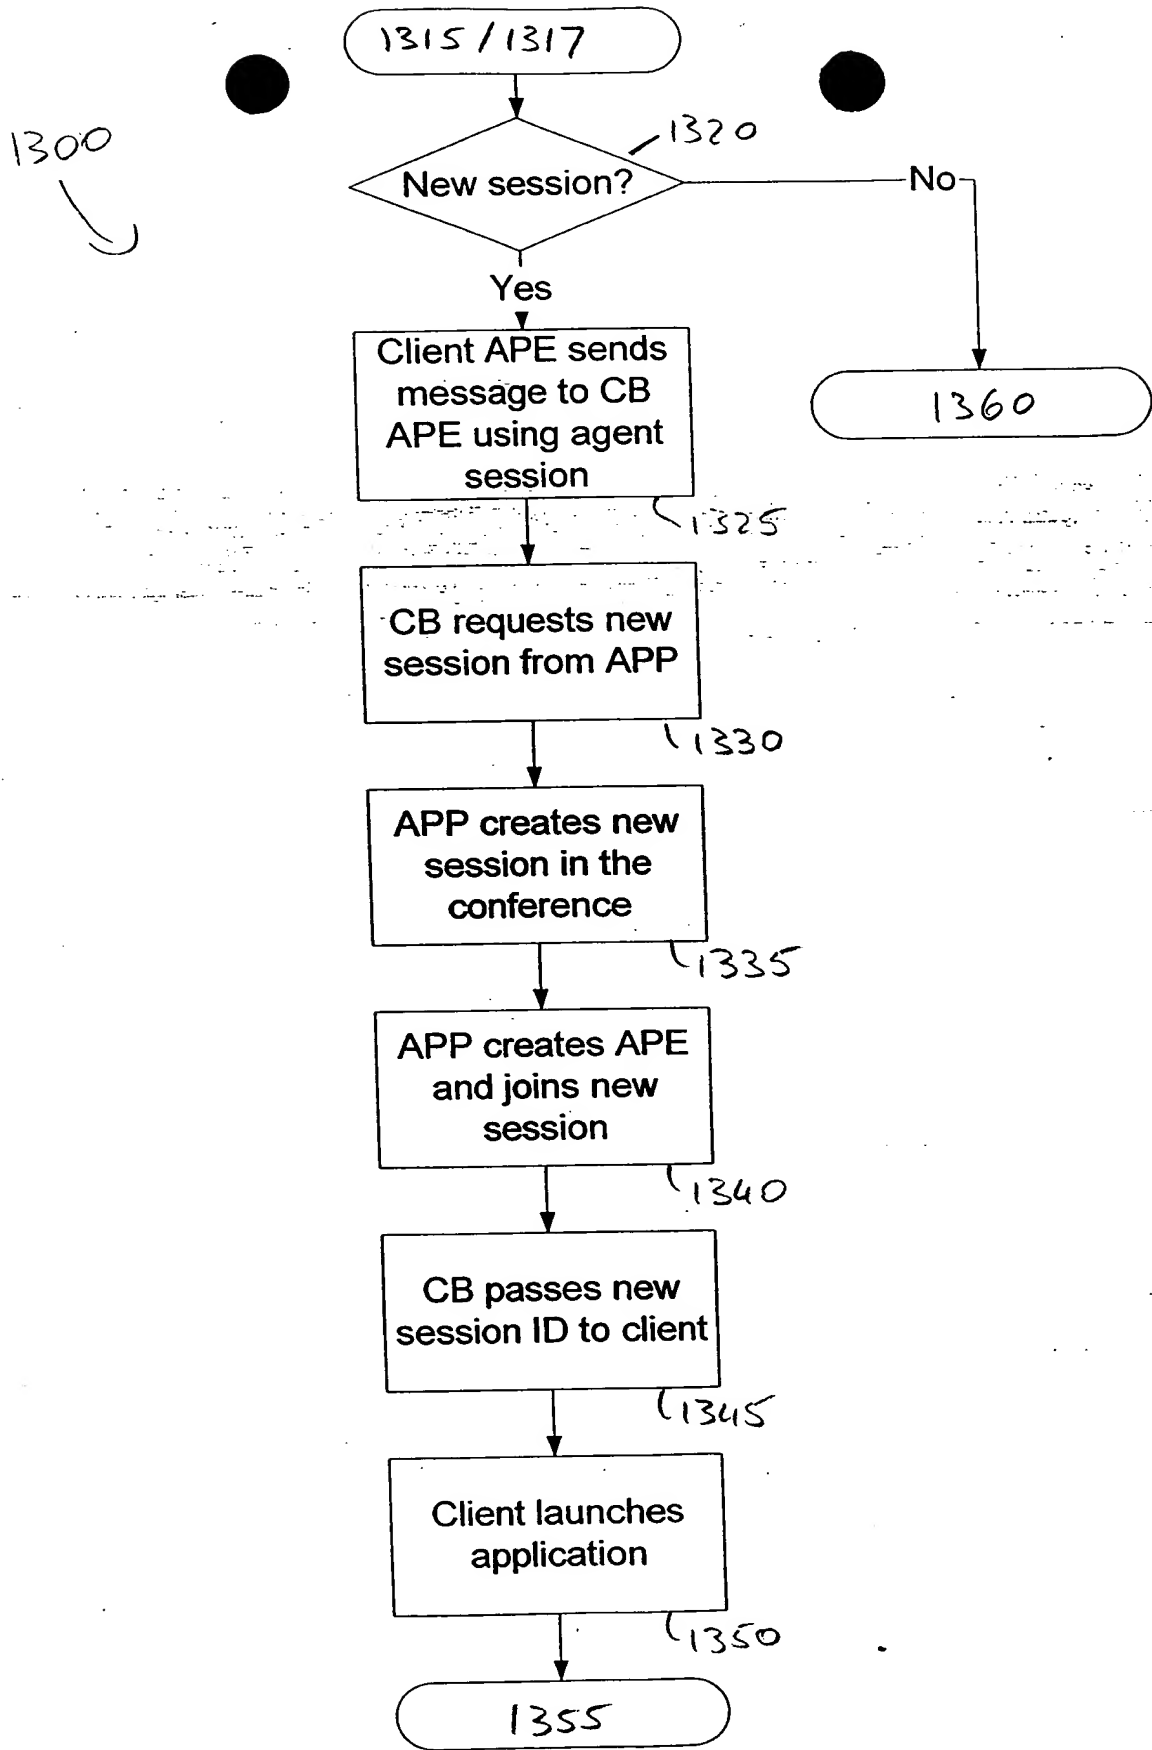 1315/1317
1300
1320
New session?
No
Yes
Client APE sends
message to CB
APE using agent
session
1360
1325
CB requests new
session from APP
1330
APP creates new
session in the
conference
1335
APP creates APE
and joins new
session
1340
CB passes new
session ID to client
1345
Client launches
application
1350
1355